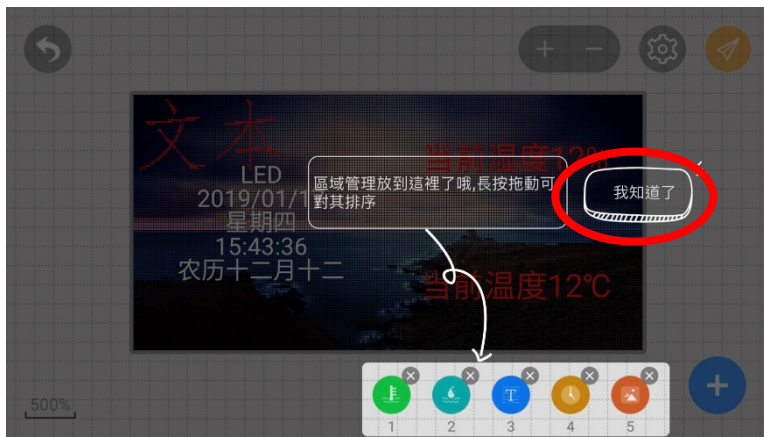 文本
当前温度12%
LED
2019/01/17
星期四
15:43:36
农历十二月十二
區域管理放到這裡了哦,長按拖動可
對其排序
我知道了
当前温度12℃
T
1
2
3
4
5
500%